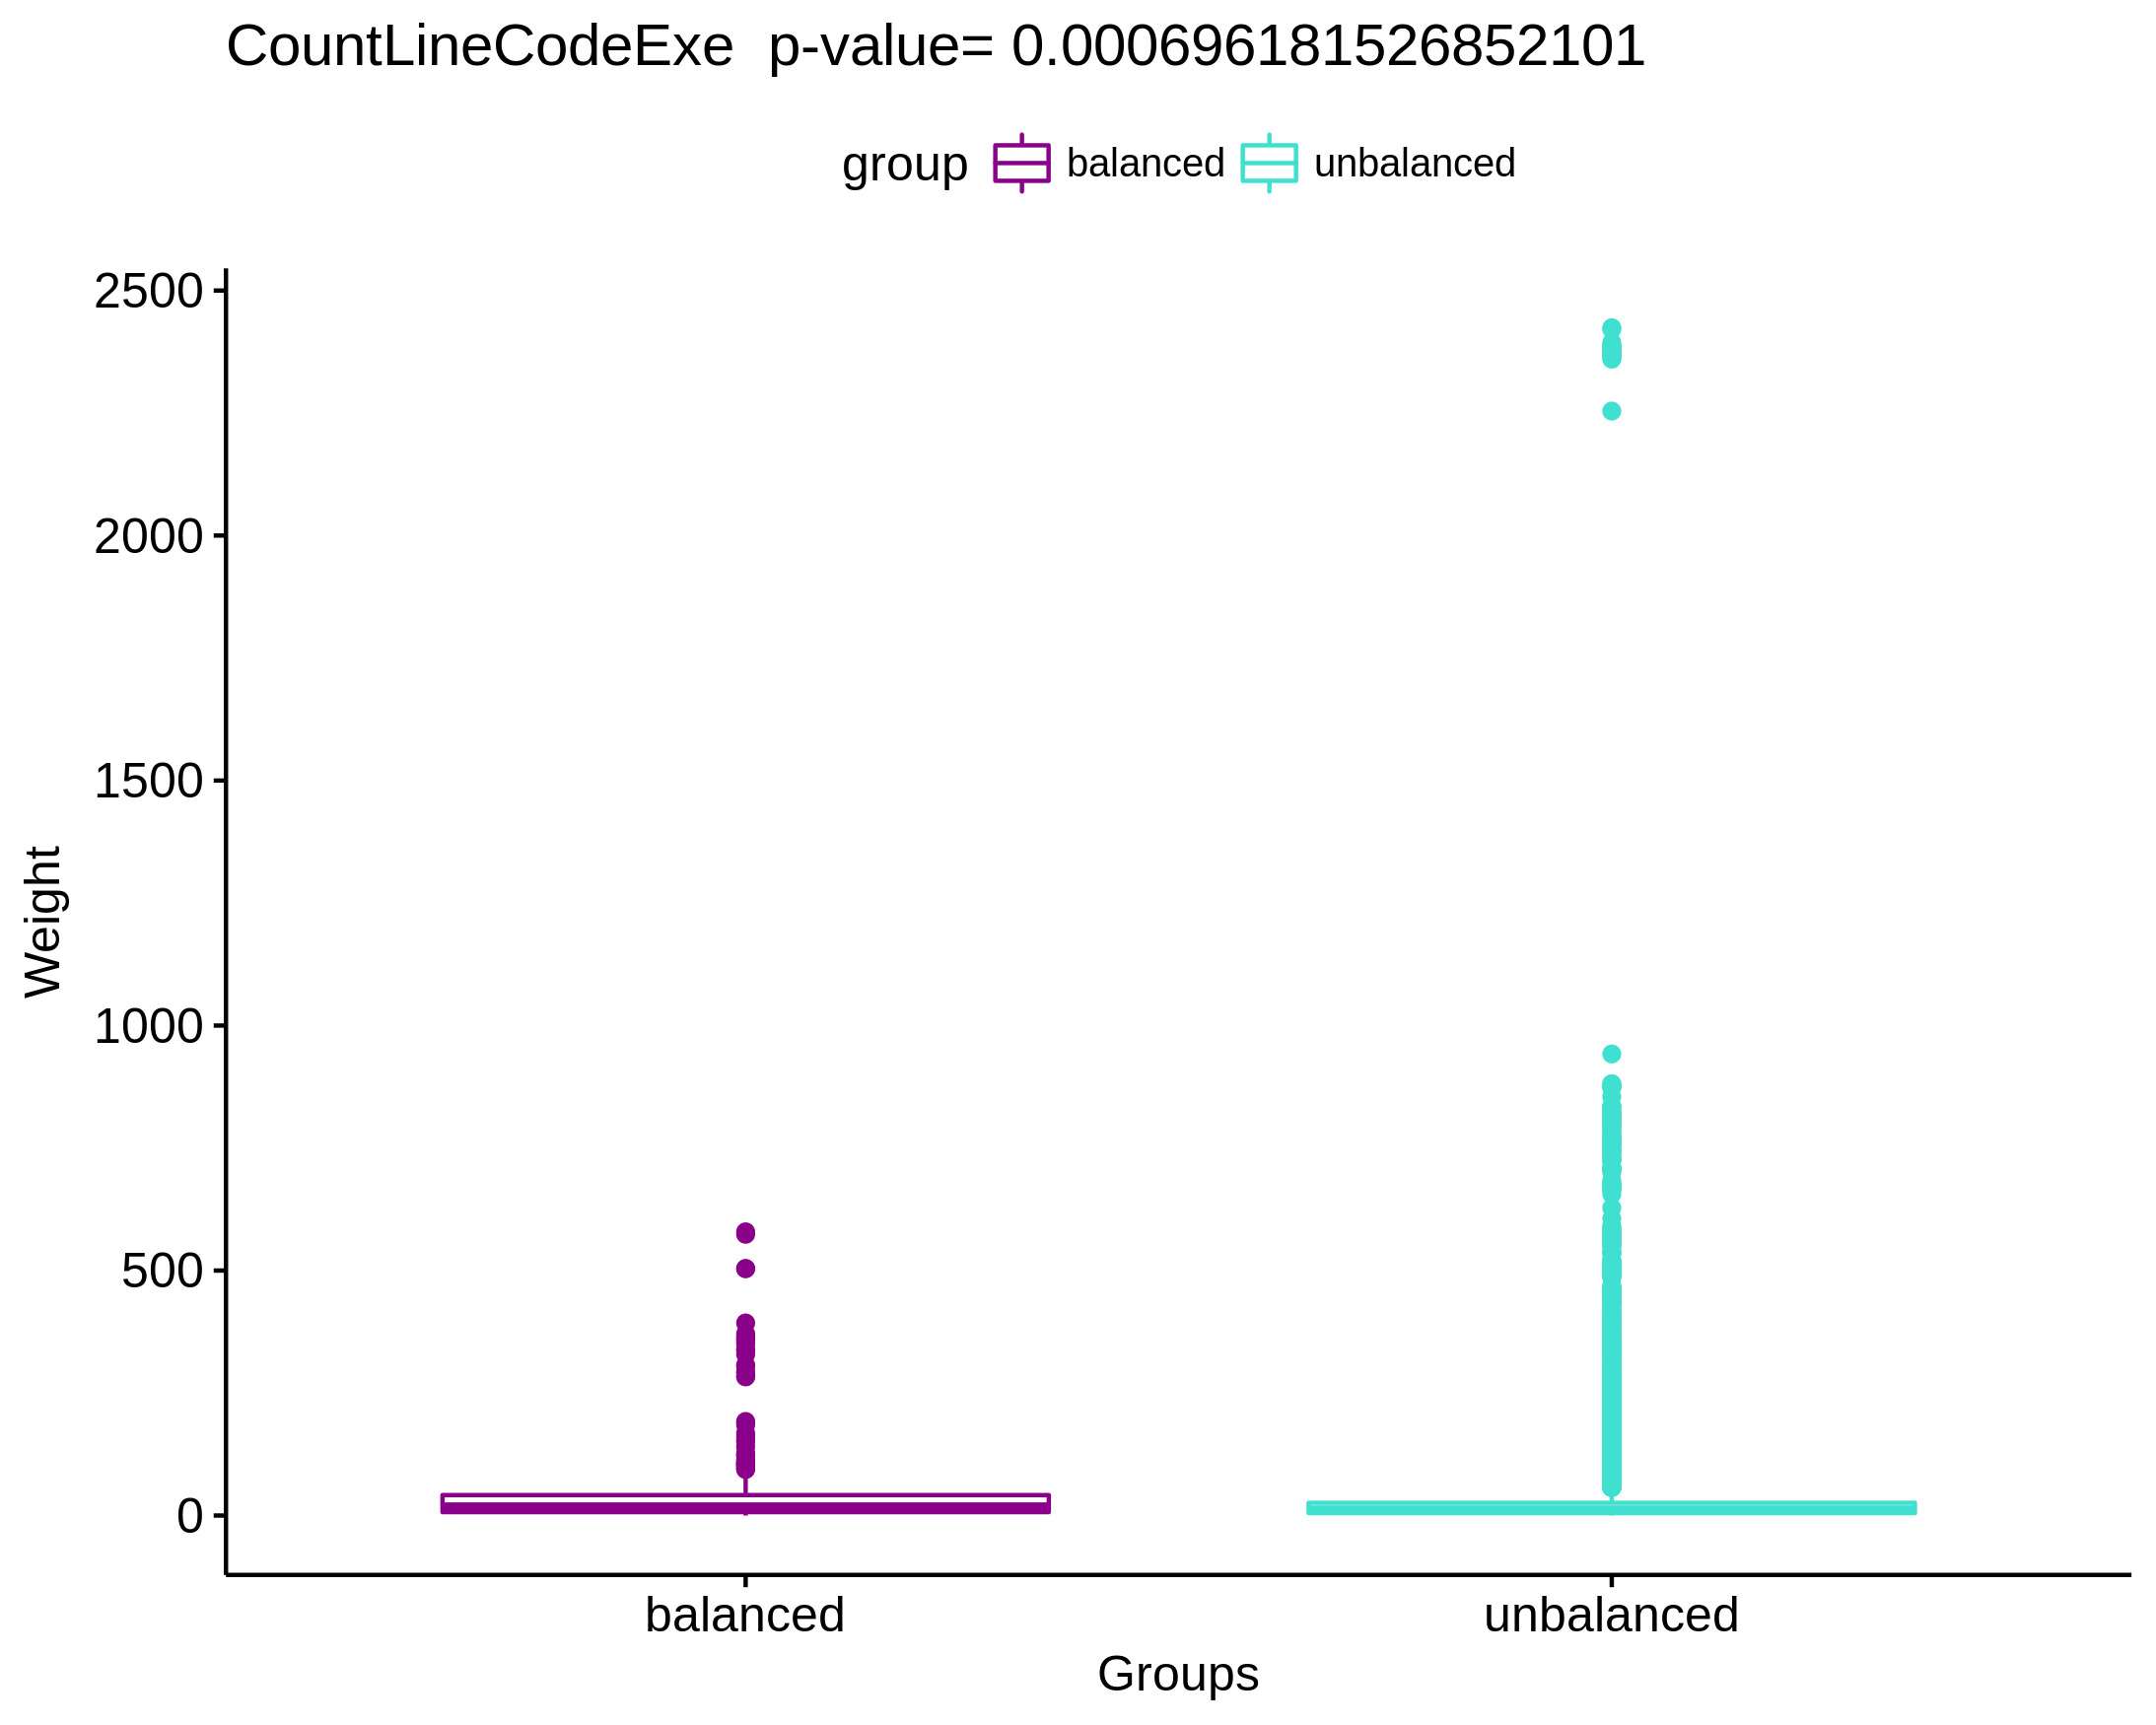 CountLineCodeExe  p-value= 0.000696181526852101
group balanced unbalanced
2500
2000
1500
1000
500
0
Weight
balanced unbalanced
Groups